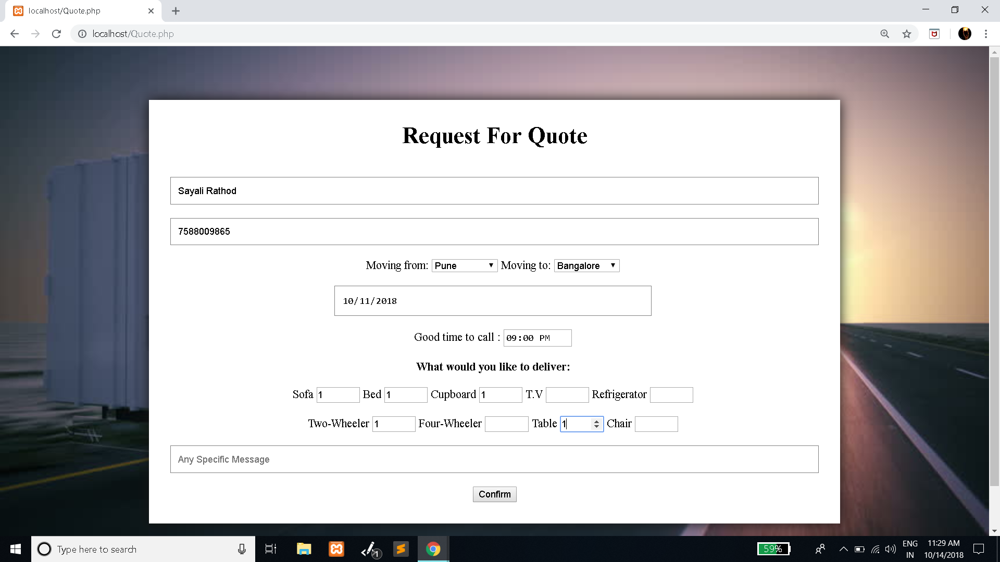 localhost/Quote.php
localhost/Quote.php
Request For Quote
Sayali Rathod
7588009865
Moving from: Pune Moving to: Bangalore
10/11/2018
Good time to call : 09:00 PM
What would you like to deliver:
Sofa 1 Bed 1 Cupboard 1 T.V Refrigerator
Two-Wheeler 1 Four-Wheeler Table 1 Chair
Any Specific Message
Confirm
Type here to search
1
59%
ENG
IN
11:29 AM
10/14/2018